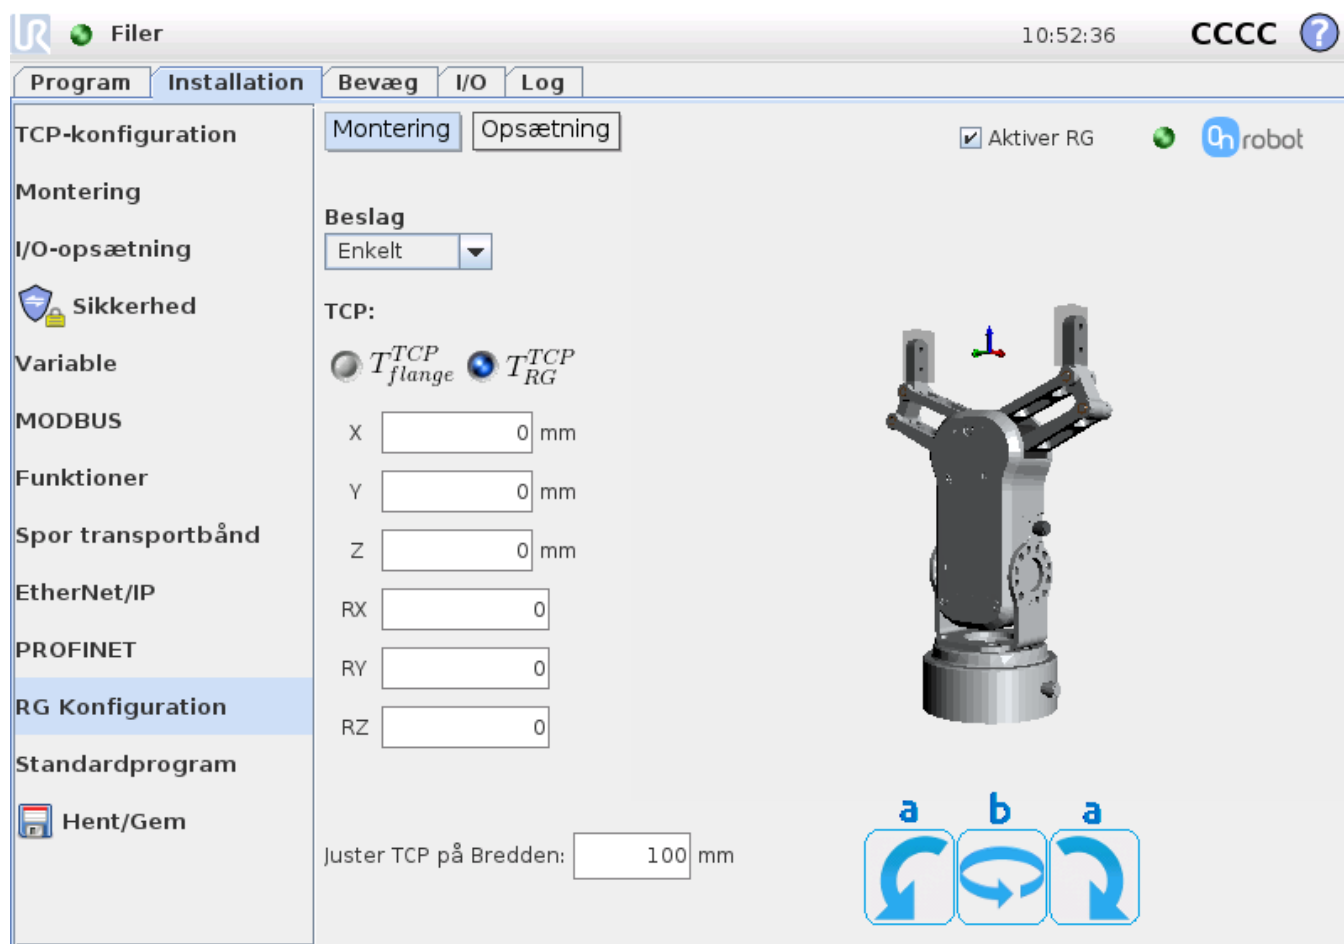 UR Filer 10:52:36 CCCC ?
Program Installation Bevæg I/O Log
TCP-konfiguration
Montering
I/O-opsætning
Sikkerhed
Variable
MODBUS
Funktioner
Spor transportbånd
EtherNet/IP
PROFINET
RG Konfiguration
Standardprogram
Hent/Gem
Montering Opsætning Aktiver RG On robot
Beslag
Enkelt
TCP:
T TCP flange T TCP RG
X 0 mm
Y 0 mm
Z 0 mm
RX 0
RY 0
RZ 0
Juster TCP på Bredden: 100 mm
a b a